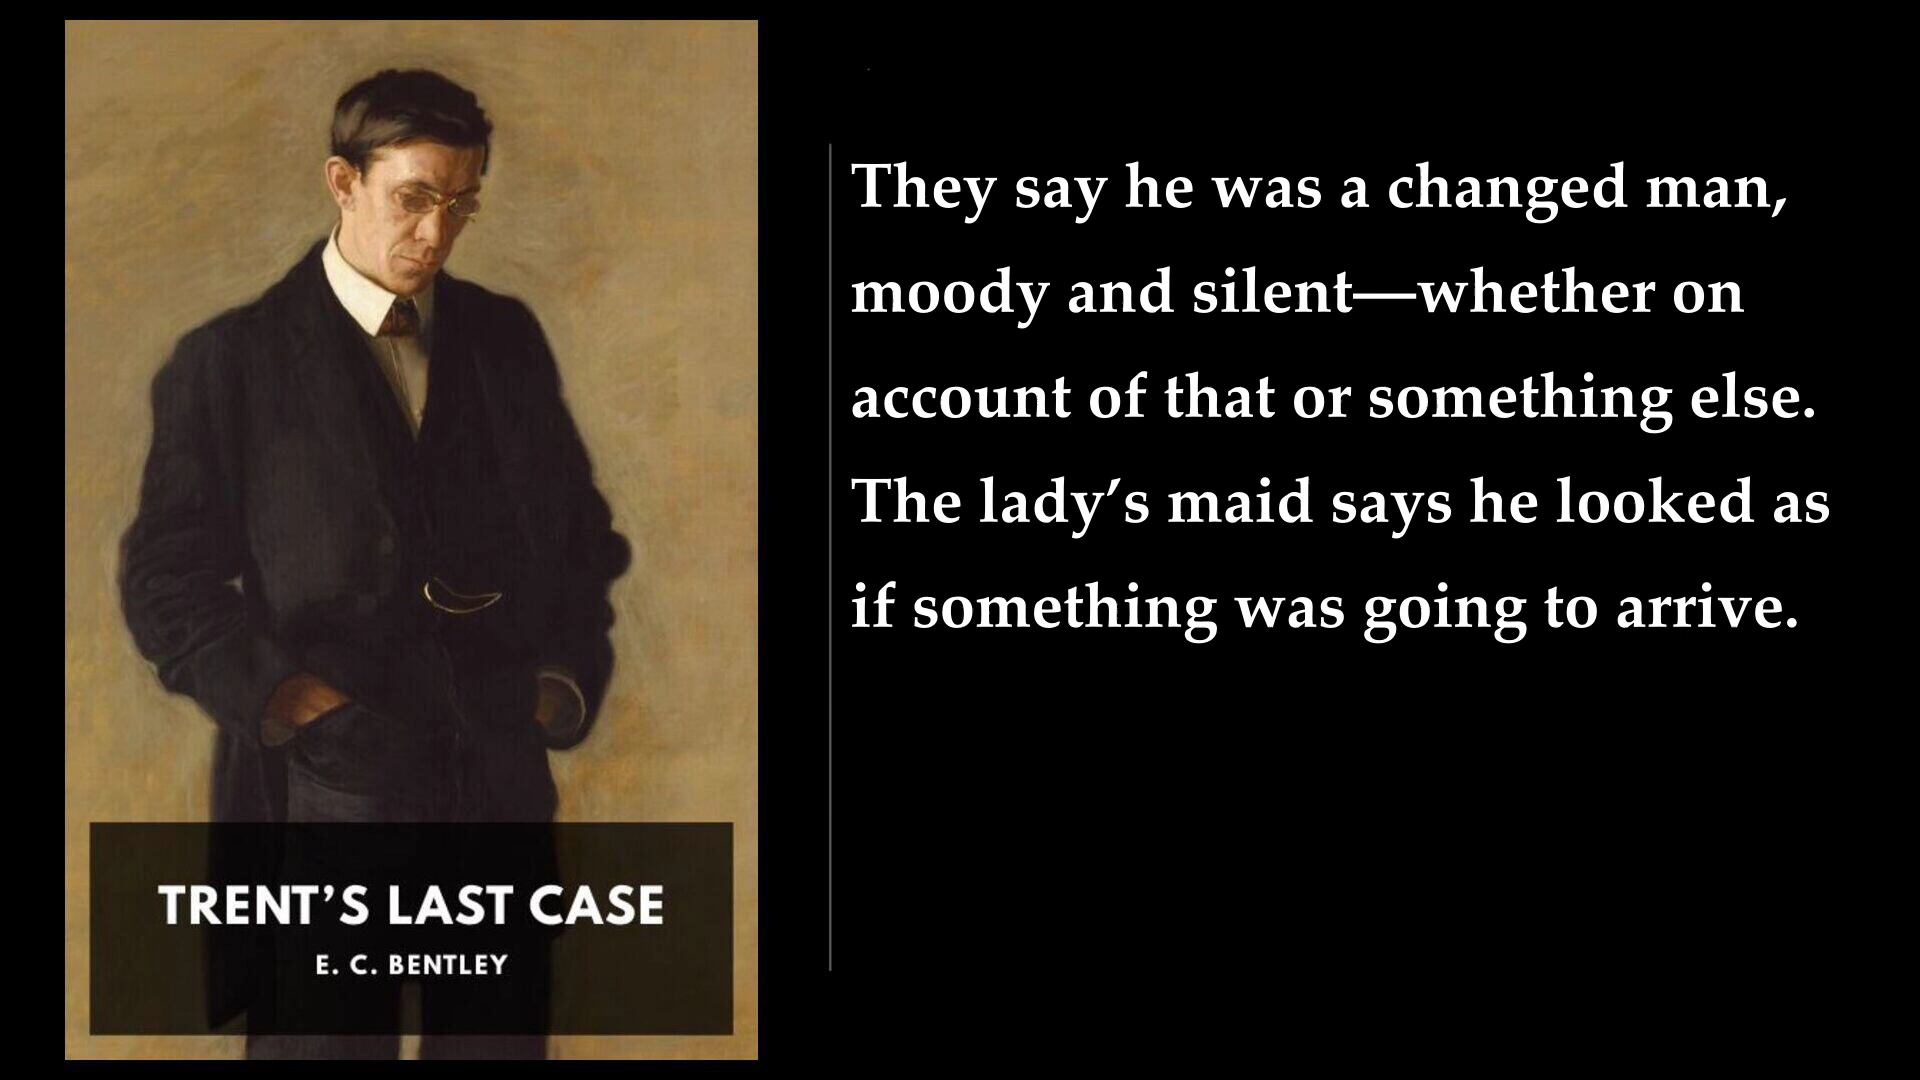 TRENT’S LAST CASE
E. C. BENTLEY
They say he was a changed man,
moody and silent—whether on
account of that or something else.
The lady’s maid says he looked as
if something was going to arrive.